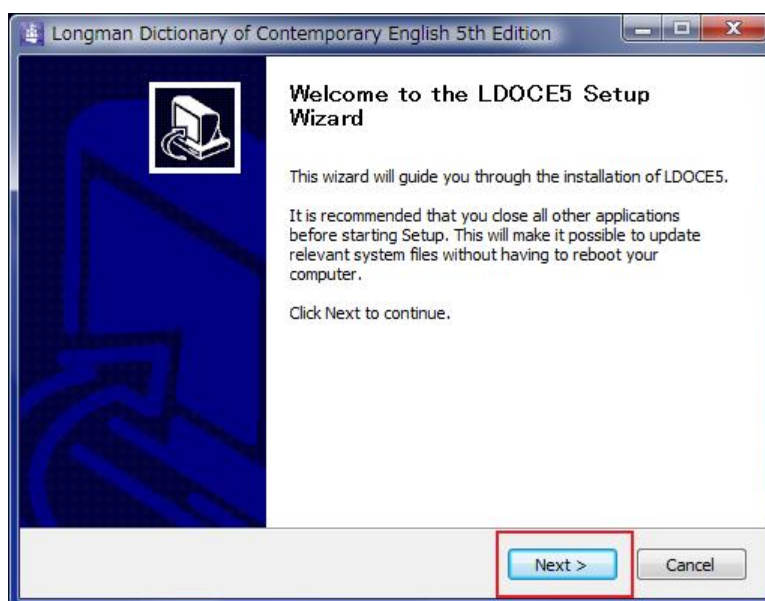 Longman Dictionary of Contemporary English 5th Edition
Welcome to the LDOCE5 Setup
Wizard
This wizard will guide you through the installation of LDOCE5.
It is recommended that you close all other applications
before starting Setup. This will make it possible to update
relevant system files without having to reboot your
computer.
Click Next to continue.
Next > Cancel